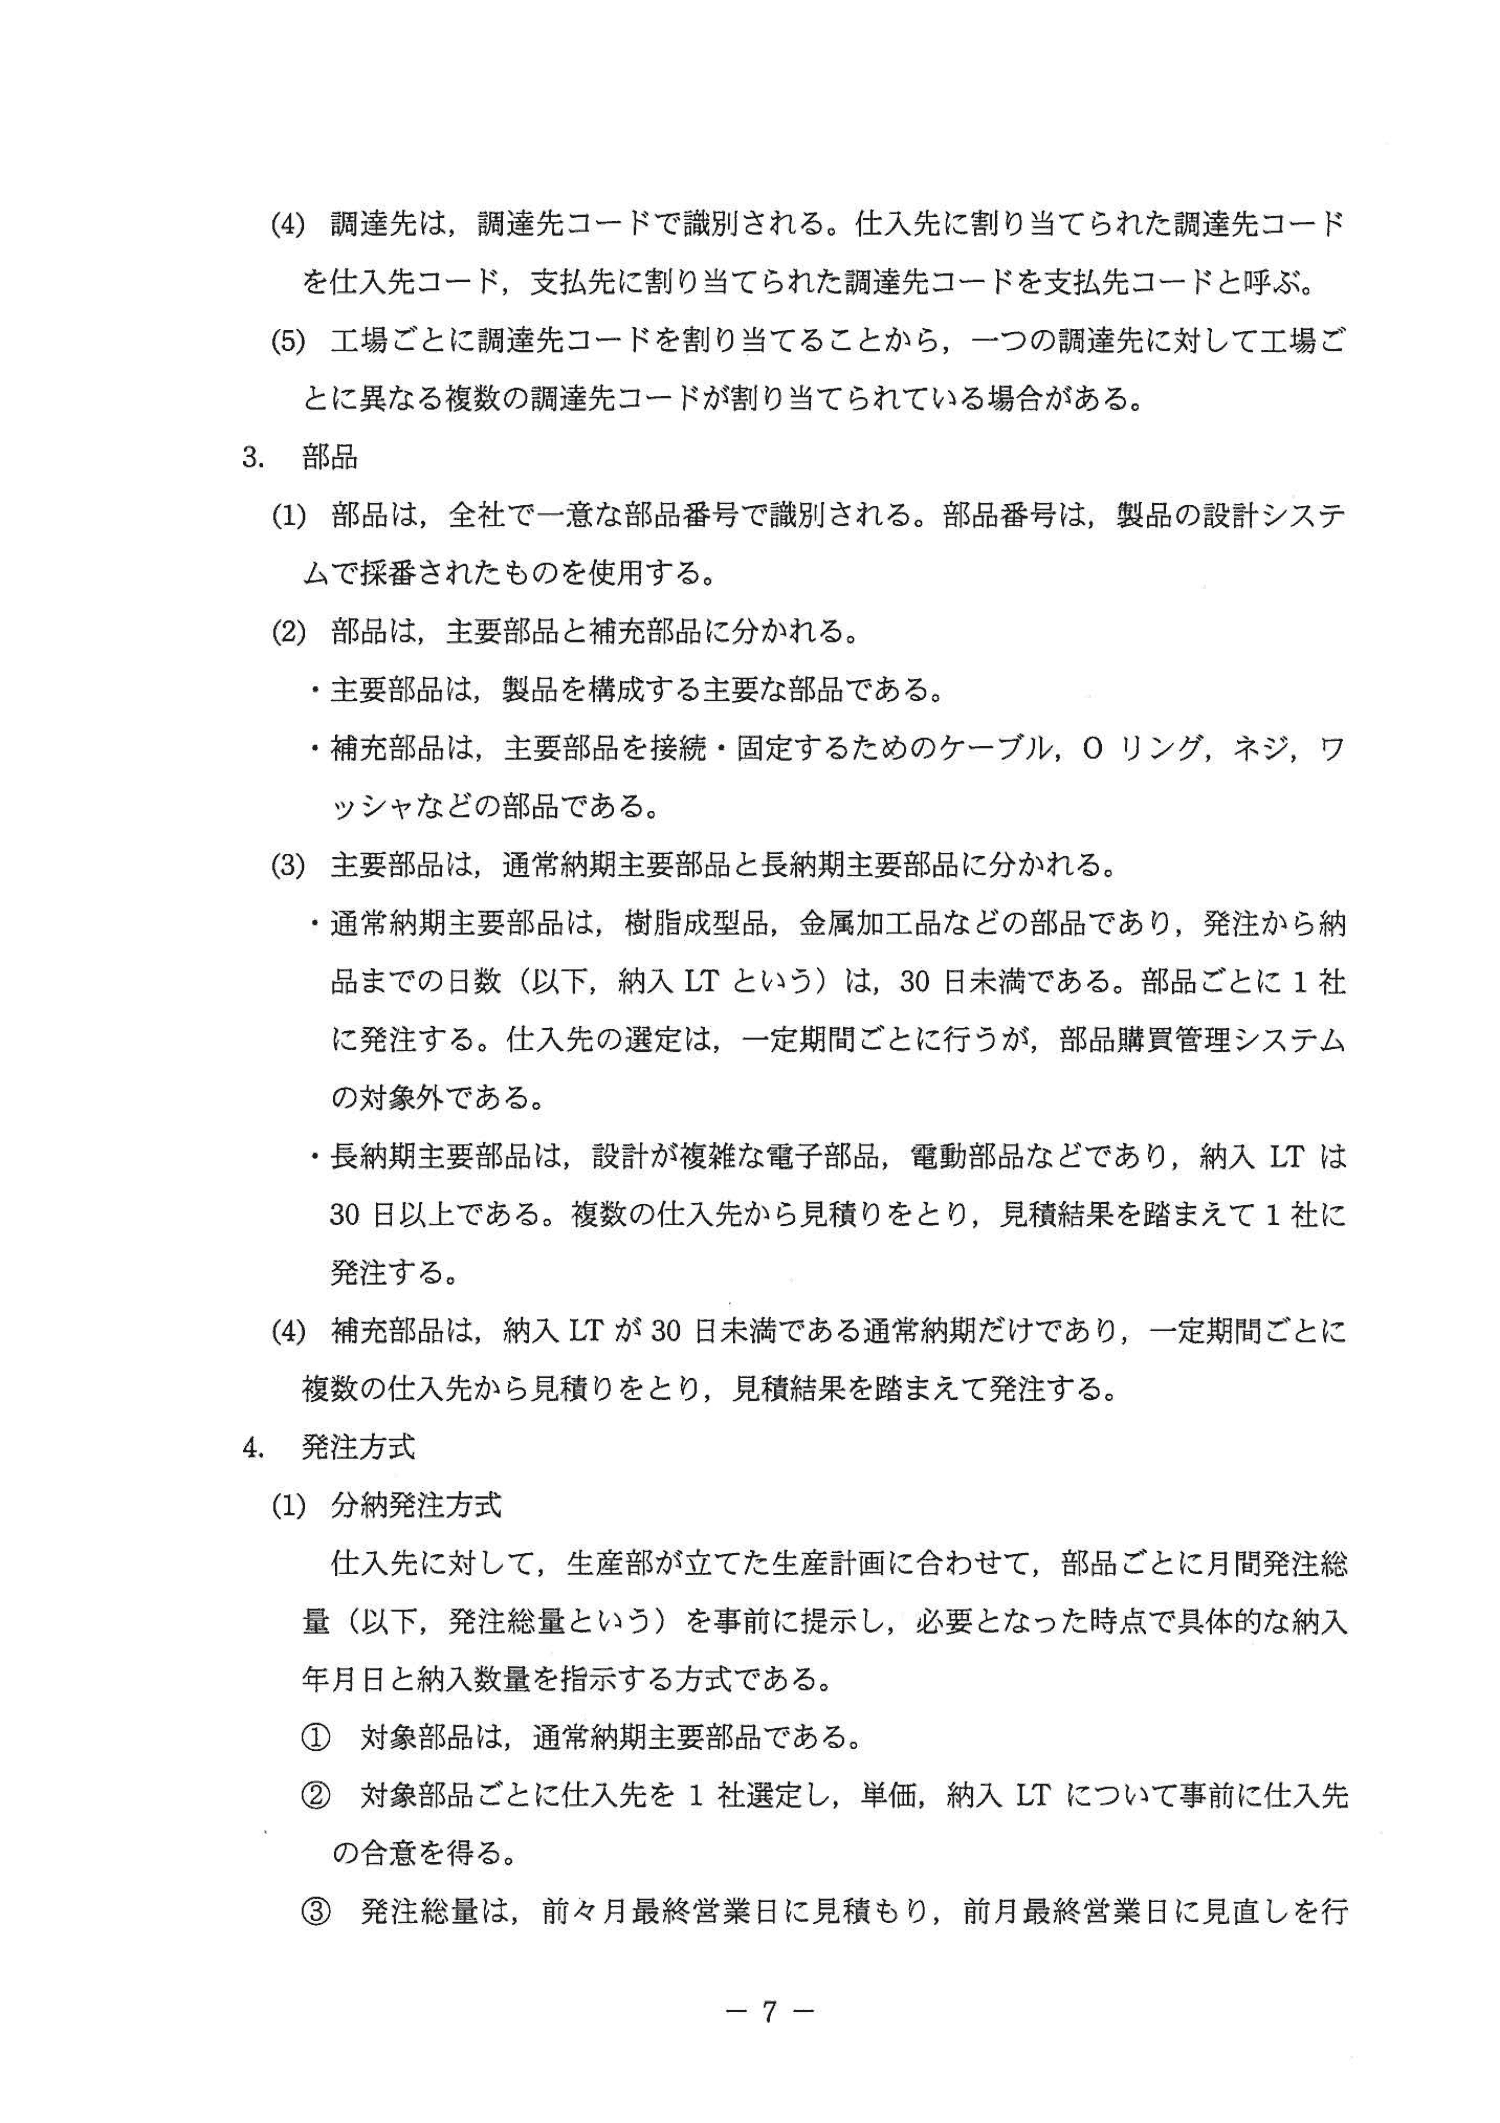 (4) 調達先は，調達先コードで識別される。仕入先に割り当てられた調達先コード
を仕入先コード，支払先に割り当てられた調達先コードを支払先コードと呼ぶ。
(5) 工場ごとに調達先コードを割り当てることから，一つの調達先に対して工場ご
とに異なる複数の調達先コードが割り当てられている場合がある。
3. 部品
(1) 部品は，全社で一意な部品番号で識別される。部品番号は，製品の設計システ
ムで採番されたものを使用する。
(2) 部品は，主要部品と補充部品に分かれる。
・主要部品は，製品を構成する主要な部品である。
・補充部品は，主要部品を接続・固定するためのケーブル，O リング，ネジ，ワ
ッシャなどの部品である。
(3) 主要部品は，通常納期主要部品と長納期主要部品に分かれる。
・通常納期主要部品は，樹脂成型品，金属加工品などの部品であり，発注から納
品までの日数（以下，納入 LT という）は，30 日未満である。部品ごとに 1 社
に発注する。仕入先の選定は，一定期間ごとに行うが，部品購買管理システム
の対象外である。
・長納期主要部品は，設計が複雑な電子部品，電動部品などであり，納入 LT は
30 日以上である。複数の仕入先から見積りをとり，見積結果を踏まえて 1 社に
発注する。
(4) 補充部品は，納入 LT が 30 日未満である通常納期だけであり，一定期間ごとに
複数の仕入先から見積りをとり，見積結果を踏まえて発注する。
4. 発注方式
(1) 分納発注方式
仕入先に対して，生産部が立てた生産計画に合わせて，部品ごとに月間発注総
量（以下，発注総量という）を事前に提示し，必要となった時点で具体的な納入
年月日と納入数量を指示する方式である。
① 対象部品は，通常納期主要部品である。
② 対象部品ごとに仕入先を 1 社選定し，単価，納入 LT について事前に仕入先
の合意を得る。
③ 発注総量は，前々月最終営業日に見積もり，前月最終営業日に見直しを行
－ 7 －